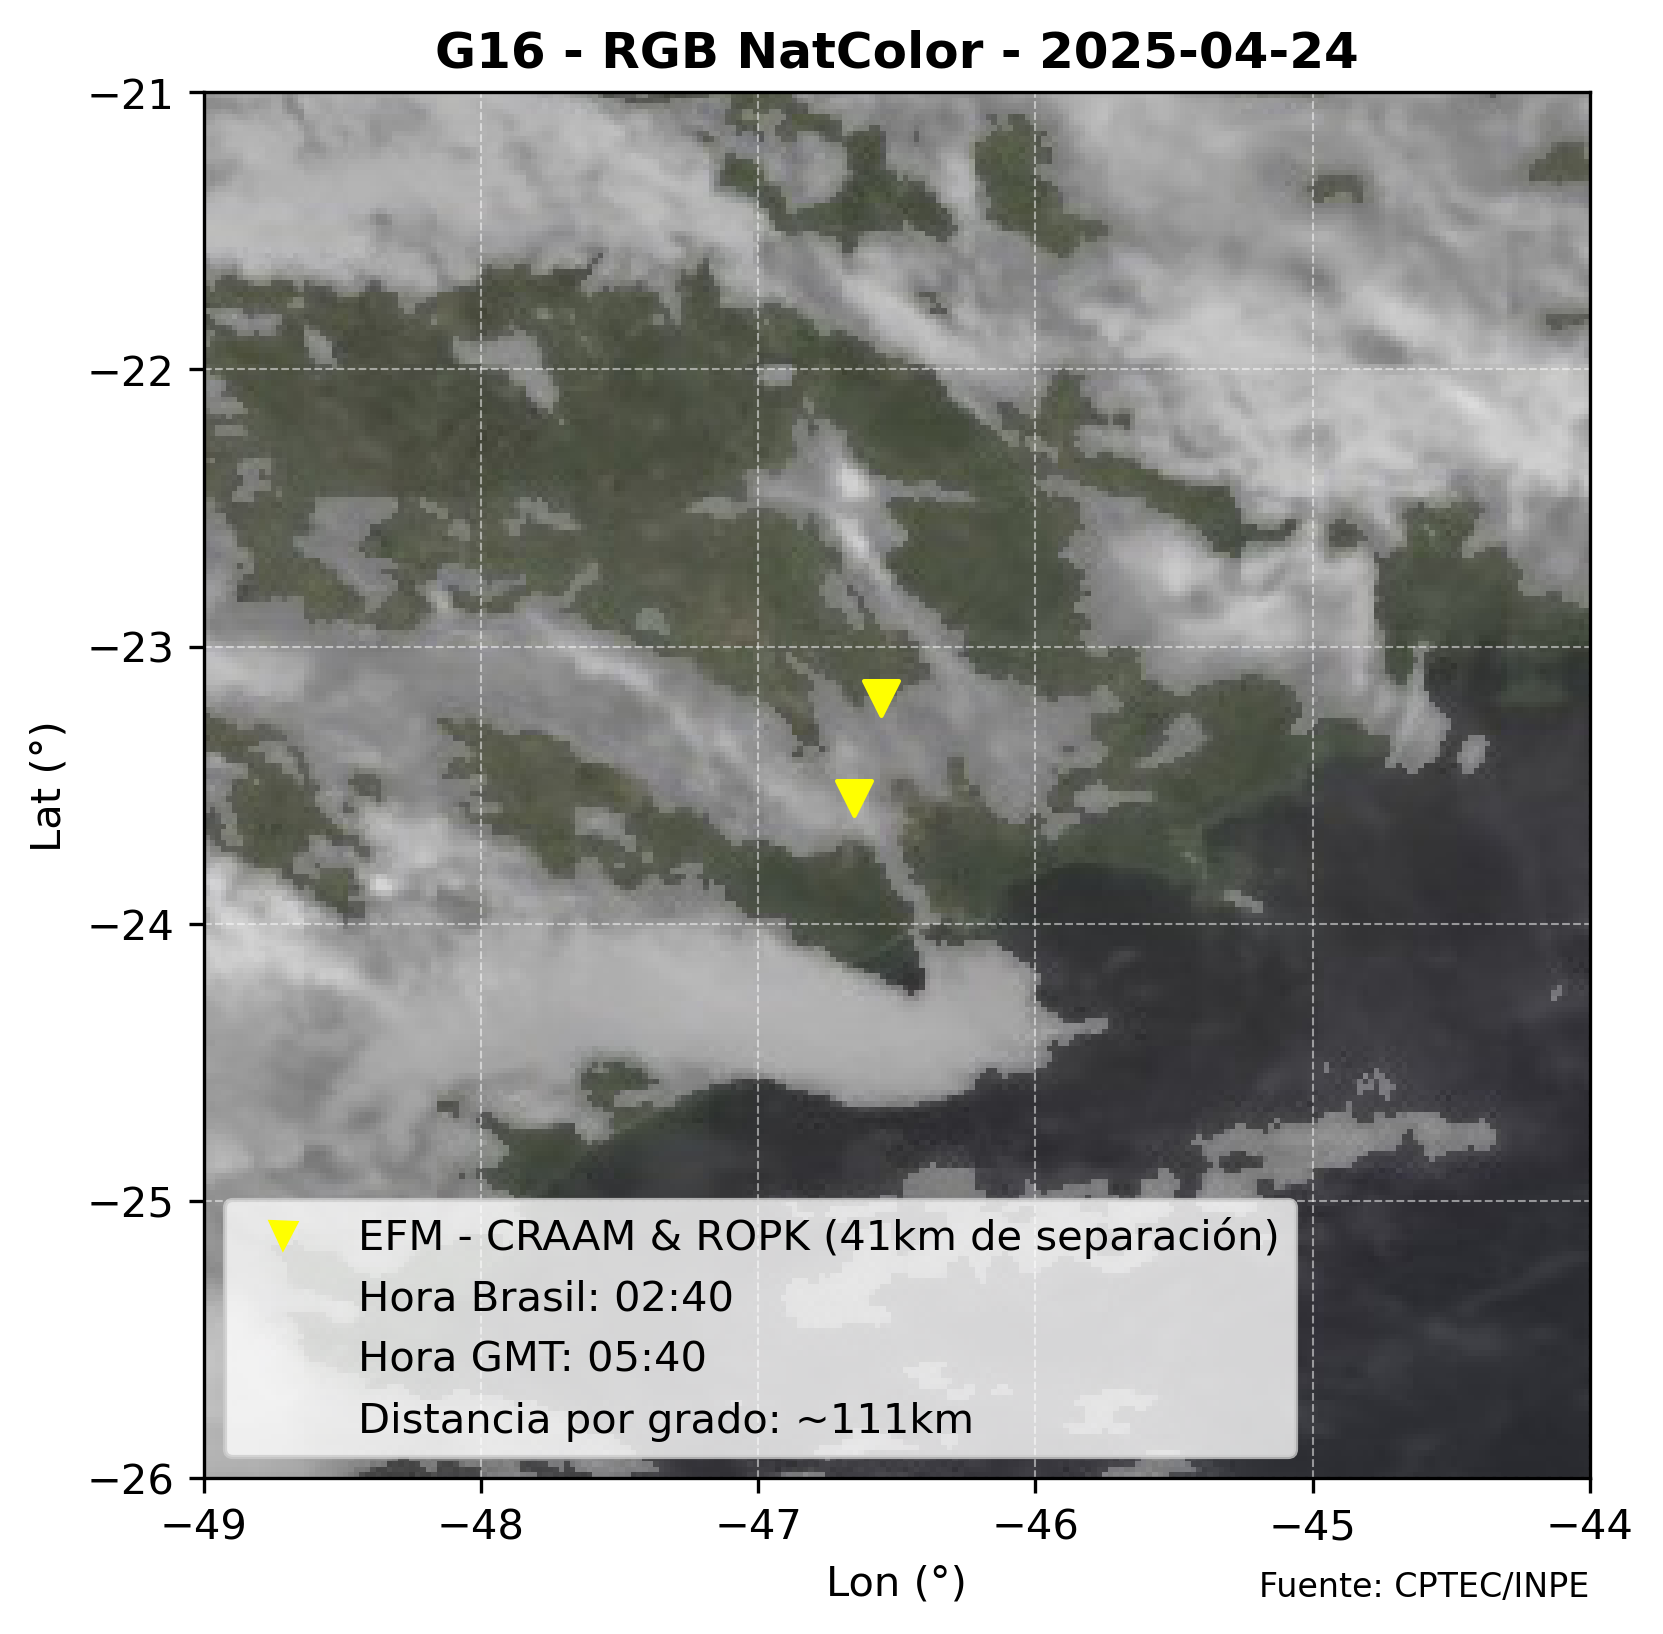 G16 - RGB NatColor - 2025-04-24
−21
−22
−23
−24
−25
−26
Lat (°)
EFM - CRAAM & ROPK (41km de separación)
Hora Brasil: 02:40
Hora GMT: 05:40
Distancia por grado: ~111km
−49 −48 −47 −46 −45 −44
Lon (°)
Fuente: CPTEC/INPE